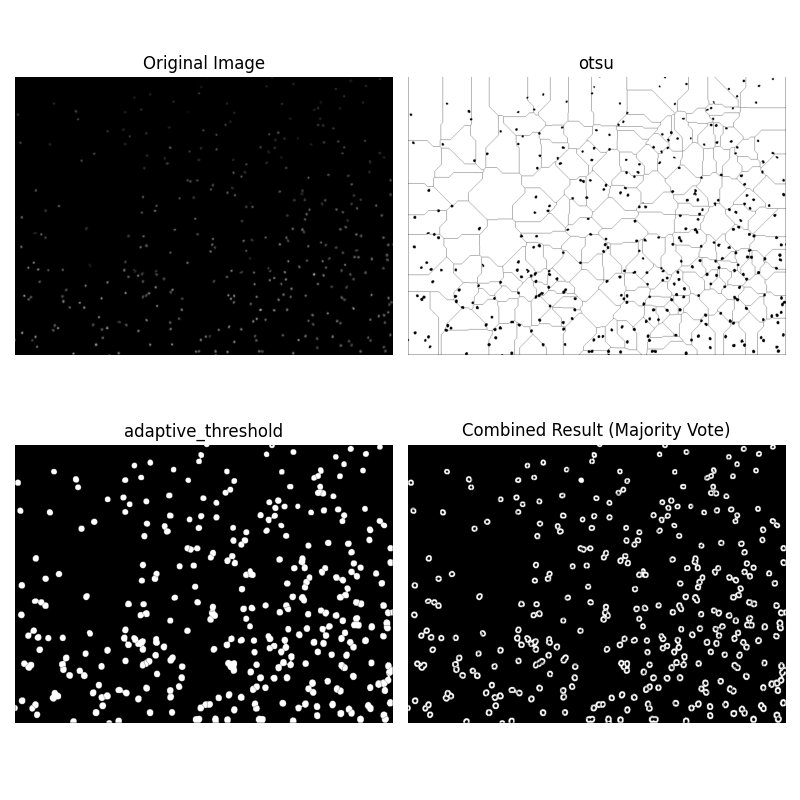 Original Image
otsu
adaptive_threshold
Combined Result (Majority Vote)